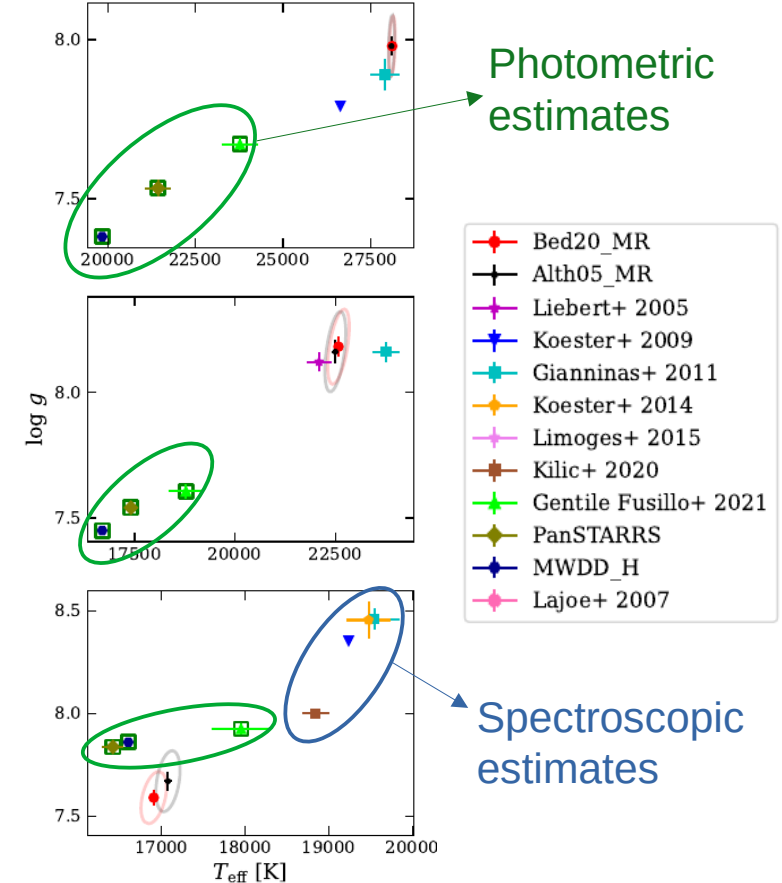 8.0
7.5
20000 22500 25000 27500
Photometric
estimates
log g
8.0
7.5
17500 20000 22500
Bed20_MR
Alth05_MR
Liebert+ 2005
Koester+ 2009
Gianninas+ 2011
Koester+ 2014
Limoges+ 2015
Kilic+ 2020
Gentile Fusillo+ 2021
PanSTARRS
MWDD_H
Lajoe+ 2007
8.5
8.0
7.5
17000 18000 19000 20000
T_eff [K]
Spectroscopic
estimates